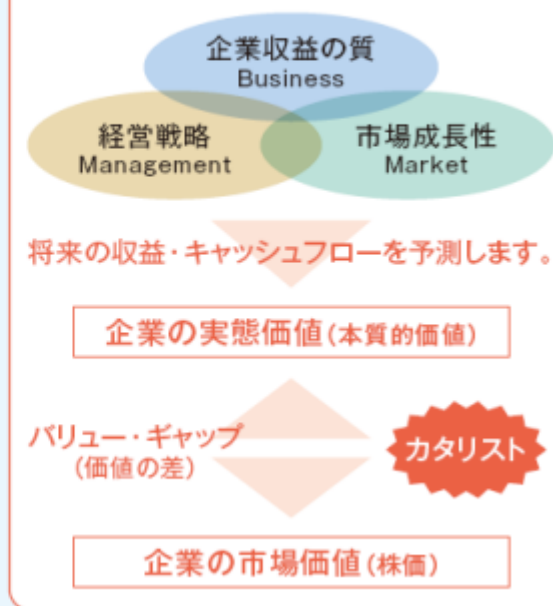 企業収益の質
Business
経営戦略
Management
市場成長性
Market
将来の収益・キャッシュフローを予測します。
企業の実態価値(本質的価値)
バリュー・ギャップ
(価値の差)
カタリスト
企業の市場価値(株価)